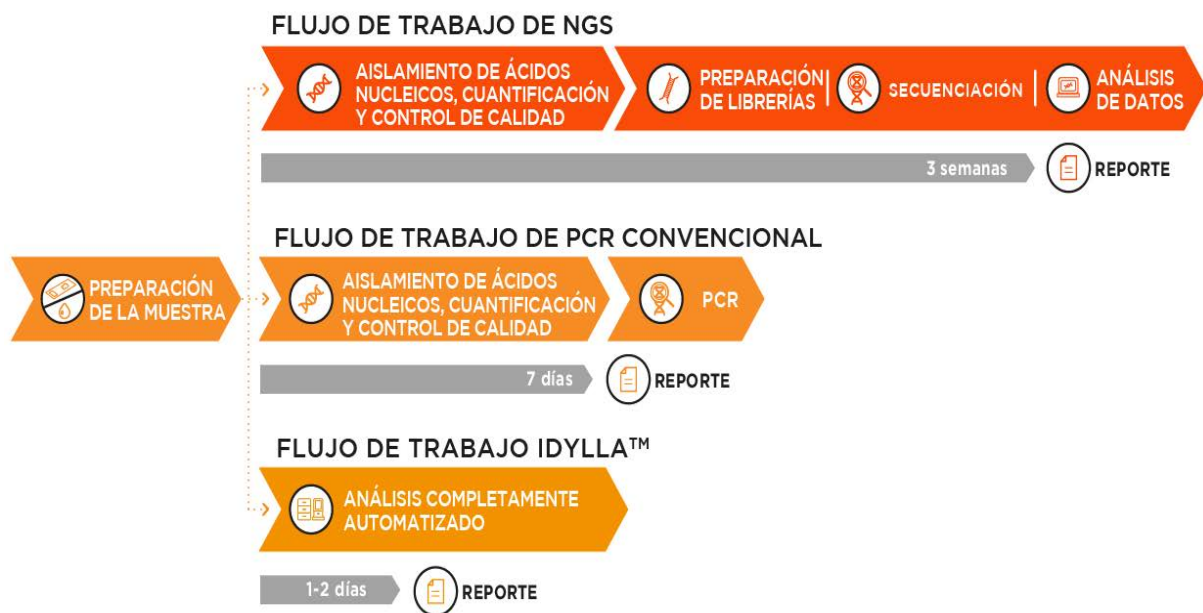 FLUJO DE TRABAJO DE NGS
AISLAMIENTO DE ÁCIDOS
NUCLEICOS, CUANTIFICACIÓN
Y CONTROL DE CALIDAD
PREPARACIÓN
DE LIBRERÍAS
SECUENCIACIÓN
ANÁLISIS
DE DATOS
3 semanas
REPORTE
PREPARACIÓN
DE LA MUESTRA
FLUJO DE TRABAJO DE PCR CONVENCIONAL
AISLAMIENTO DE ÁCIDOS
NUCLEICOS, CUANTIFICACIÓN
Y CONTROL DE CALIDAD
PCR
7 días
REPORTE
FLUJO DE TRABAJO IDYLLA™
ANÁLISIS COMPLETAMENTE
AUTOMATIZADO
1-2 días
REPORTE